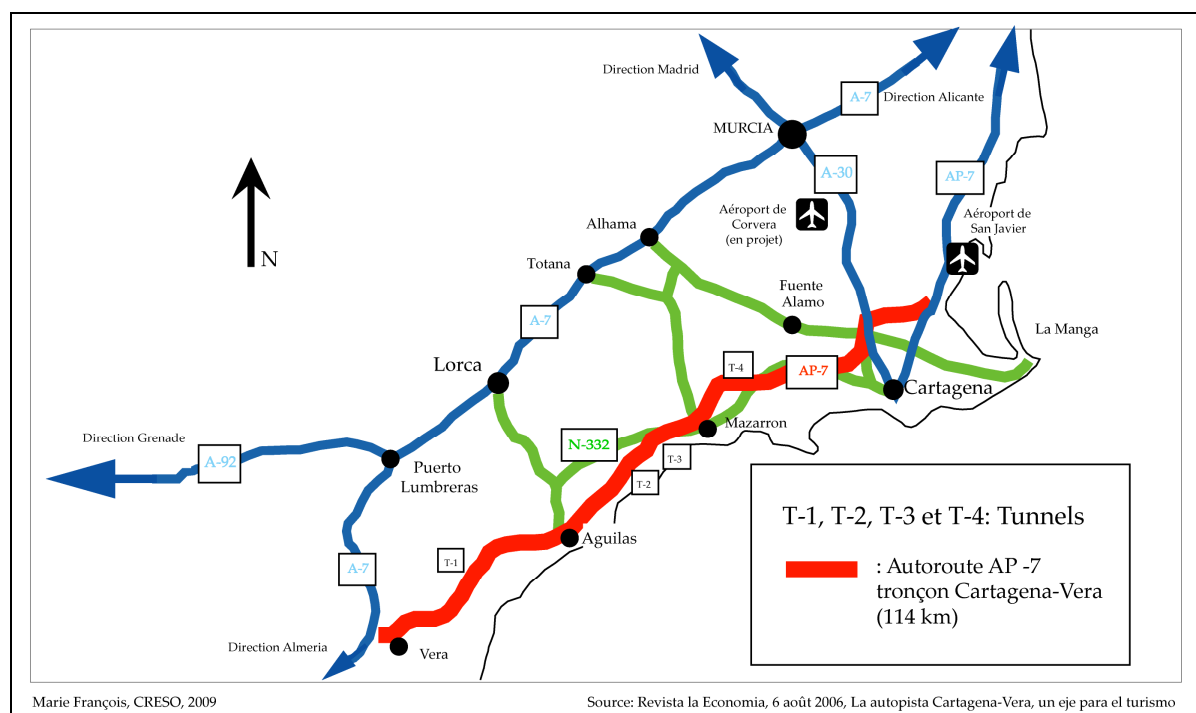 Direction Madrid
A-7
Direction Alicante
MURCIA
A-30
AP-7
Aéroport de
Corvera
(en projet)
Aéroport de
San Javier
Alhama
N
Totana
Fuente
Alamo
A-7
La Manga
Lorca
T-4
AP-7
Cartagena
Mazarron
Direction Grenade
A-92
N-332
Puerto
Lumbreras
T-3
T-2
Aguilas
T-1
A-7
Direction Almeria
Vera
T-1, T-2, T-3 et T-4: Tunnels
: Autoroute AP -7
tronçon Cartagena-Vera
(114 km)
Marie François, CRESO, 2009
Source: Revista la Economia, 6 août 2006, La autopista Cartagena-Vera, un eje para el turismo